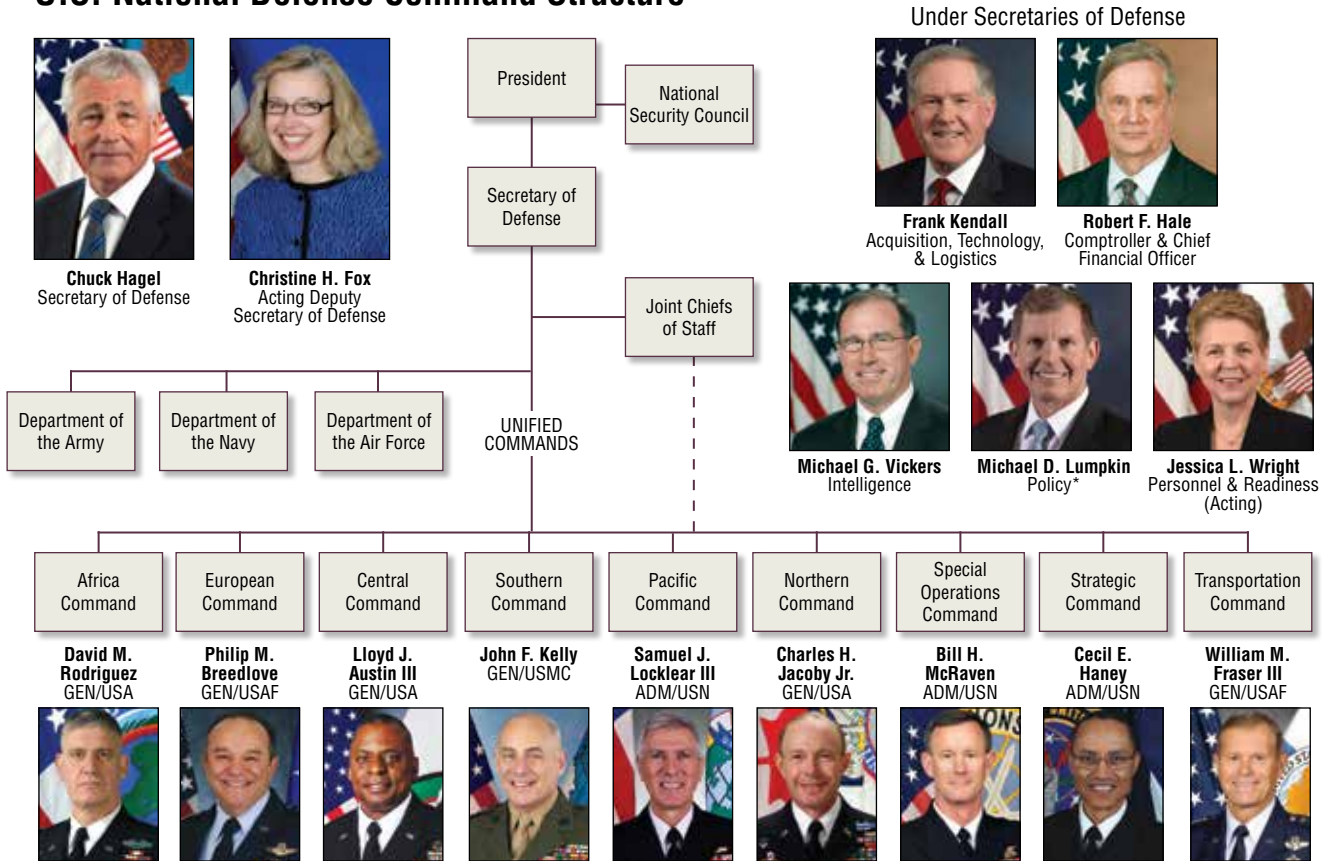 U.S. National Defense Command Structure
Under Secretaries of Defense
President
National
Security Council
Secretary of
Defense
Chuck Hagel
Secretary of Defense
Christine H. Fox
Acting Deputy
Secretary of Defense
Frank Kendall
Acquisition, Technology,
& Logistics
Robert F. Hale
Comptroller & Chief
Financial Officer
Joint Chiefs
of Staff
Department of
the Army
Department of
the Navy
Department of
the Air Force
UNIFIED
COMMANDS
Michael G. Vickers
Intelligence
Michael D. Lumpkin
Policy*
Jessica L. Wright
Personnel & Readiness
(Acting)
Africa
Command
European
Command
Central
Command
Southern
Command
Pacific
Command
Northern
Command
Special
Operations
Command
Strategic
Command
Transportation
Command
David M.
Rodriguez
GEN/USA
Philip M.
Breedlove
GEN/USAF
Lloyd J.
Austin III
GEN/USA
John F. Kelly
GEN/USMC
Samuel J.
Locklear III
ADM/USN
Charles H.
Jacoby Jr.
GEN/USA
Bill H.
McRaven
ADM/USN
Cecil E.
Haney
ADM/USN
William M.
Fraser III
GEN/USAF